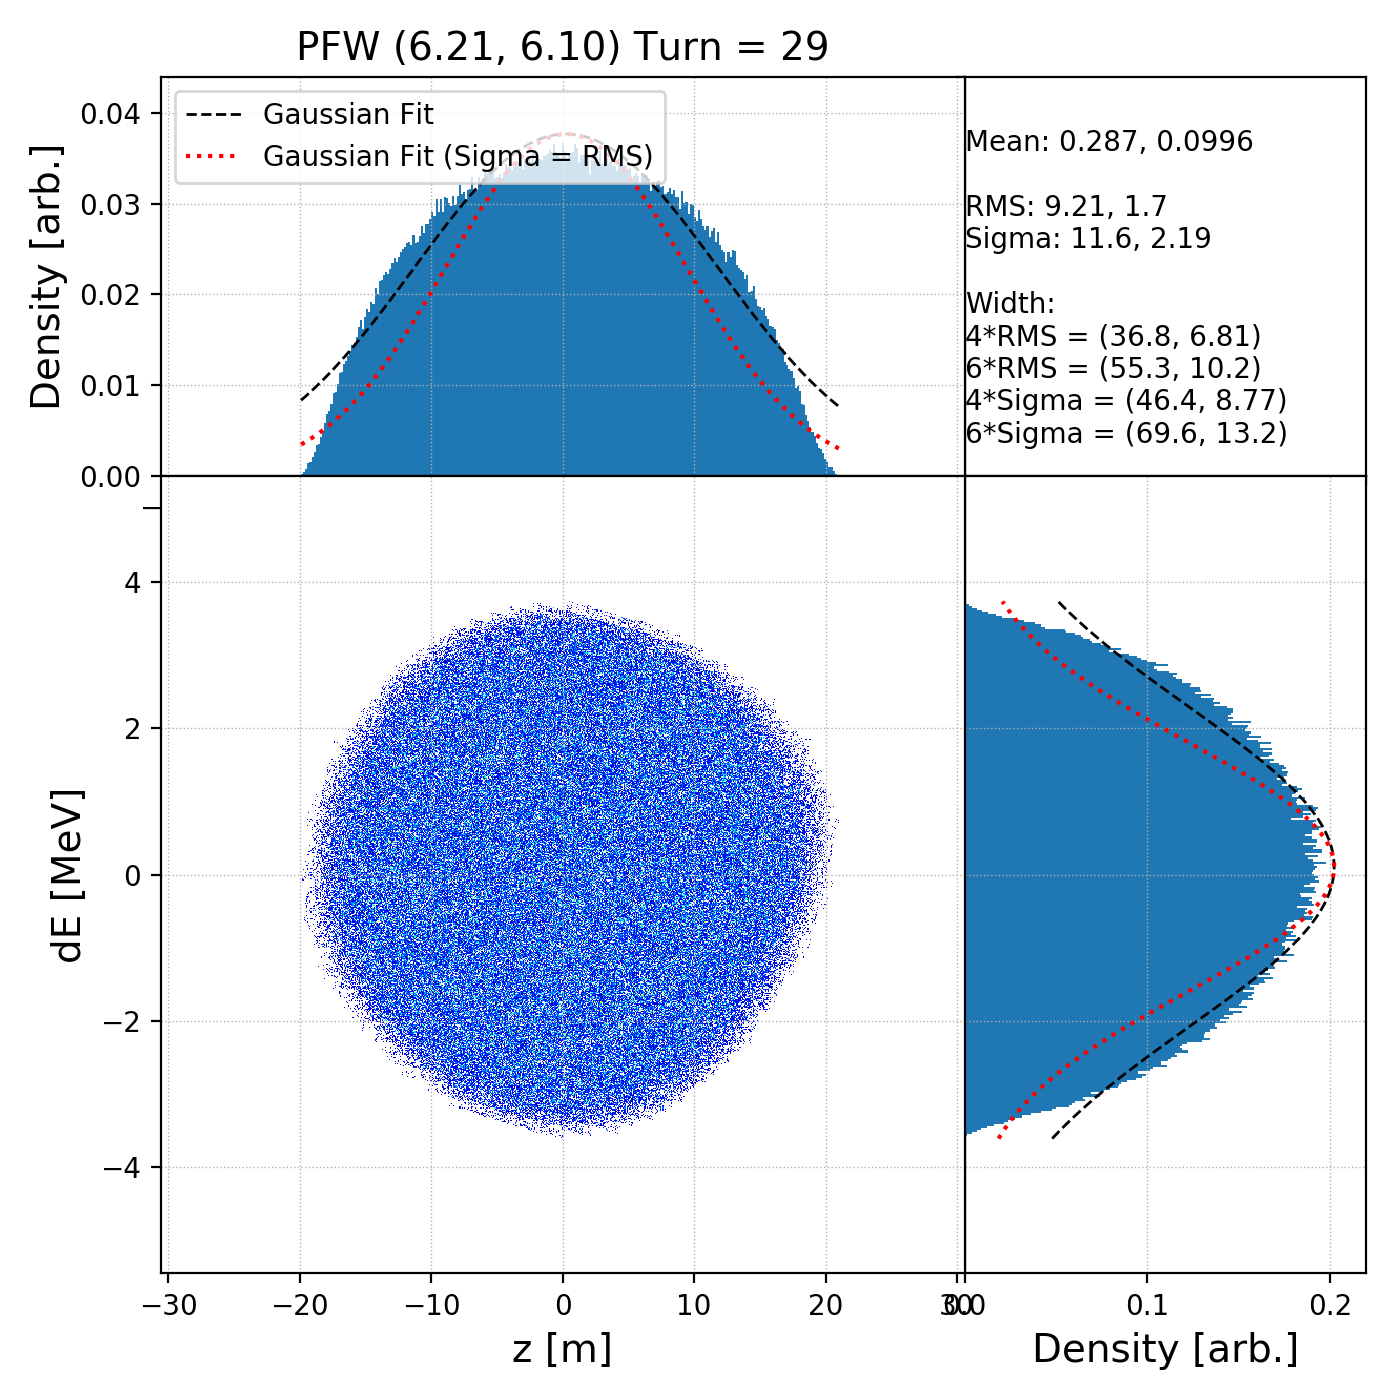 PFW (6.21, 6.10) Turn = 29
Gaussian Fit
Gaussian Fit (Sigma = RMS)
Density [arb.]
0.04
0.03
0.02
0.01
0.00
Mean: 0.287, 0.0996
RMS: 9.21, 1.7
Sigma: 11.6, 2.19
Width:
4*RMS = (36.8, 6.81)
6*RMS = (55.3, 10.2)
4*Sigma = (46.4, 8.77)
6*Sigma = (69.6, 13.2)
dE [MeV]
4
2
0
−2
−4
−30
−20
−10
0
10
20
30
0.0
0.1
0.2
z [m]
Density [arb.]